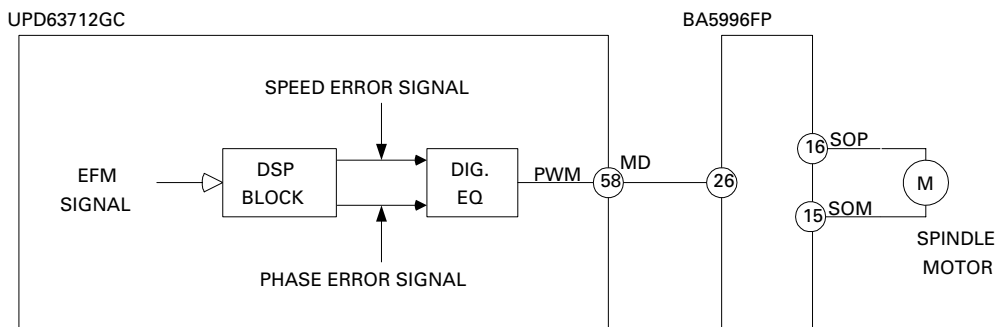 UPD63712GC
BA5996FP
SPEED ERROR SIGNAL
16 SOP
EFM
SIGNAL
DSP
BLOCK
DIG.
EQ
PWM
58
MD
26
M
15 SOM
SPINDLE
MOTOR
PHASE ERROR SIGNAL